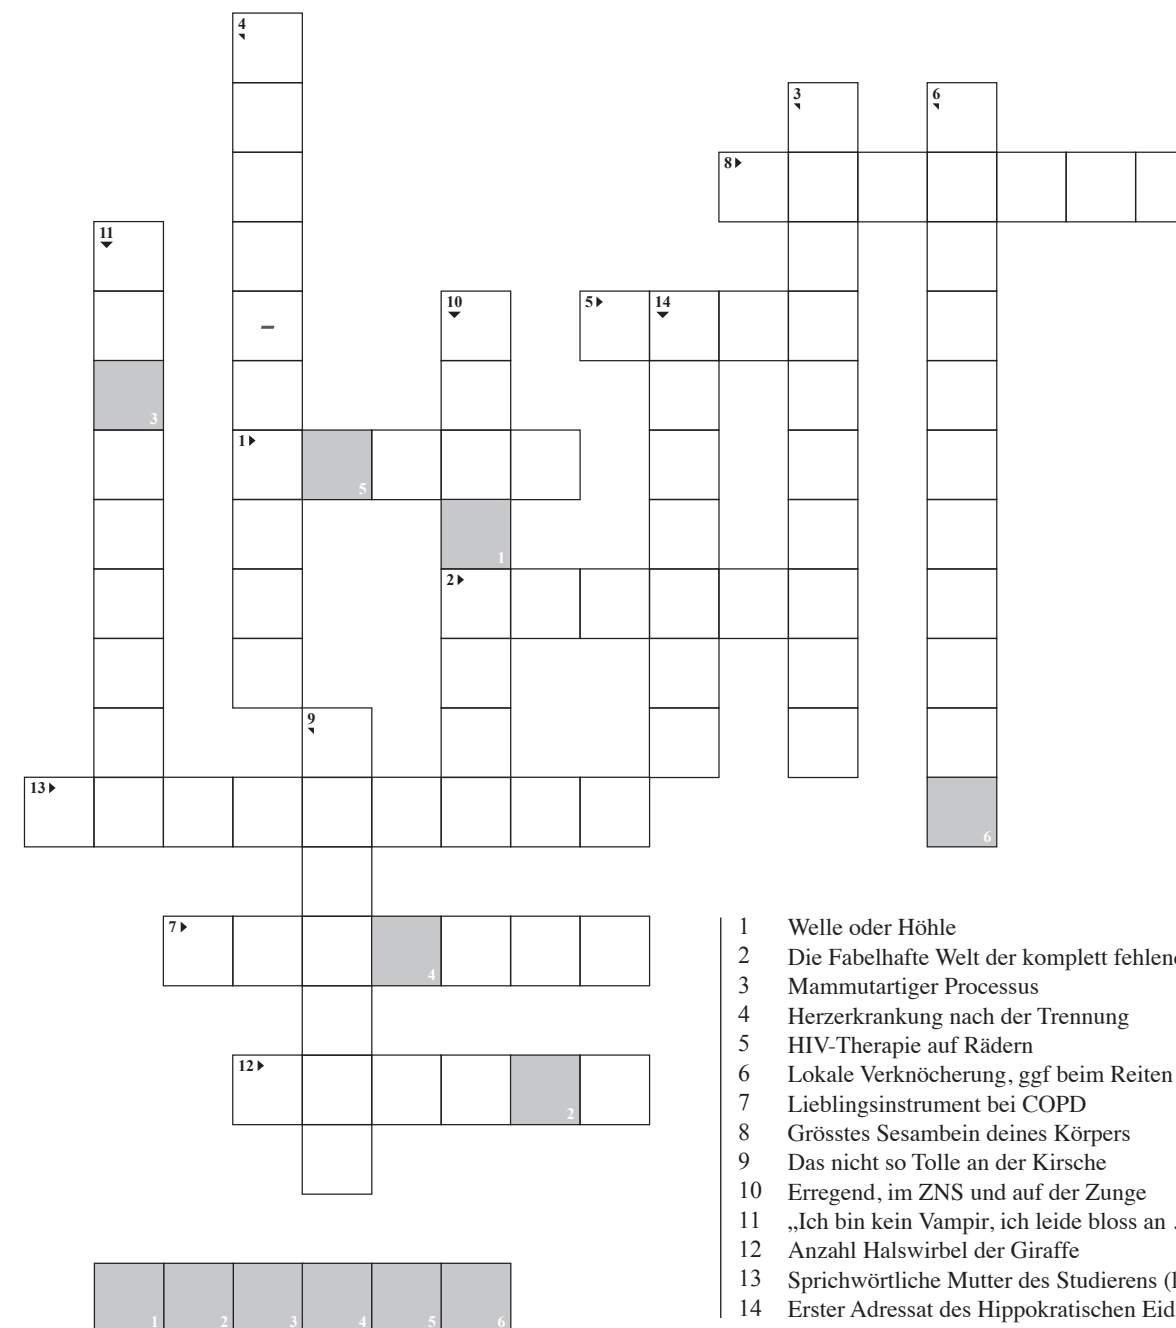 4
3
6
8
11
10
5
14
–
3
1
5
1
2
9
13
6
7
4
12
2
1 2 3 4 5 6
1 Welle oder Höhle
2 Die Fabelhafte Welt der komplett
3 Mammutartiger Processus
4 Herzerkrankung nach der Trennung
5 HIV-Therapie auf Rädern
6 Lokale Verknöcherung, ggf beim Reiten
7 Lieblingsinstrument bei COPD
8 Grösstes Sesambein deines Körpers
9 Das nicht so Tolle an der Kirsche
10 Erregend, im ZNS und auf der Zunge
11 „Ich bin kein Vampir, ich leide bloss an
12 Anzahl Halswirbel der Giraffe
13 Sprichwörtliche Mutter des Studierens
14 Erster Adressat des Hippokratischen